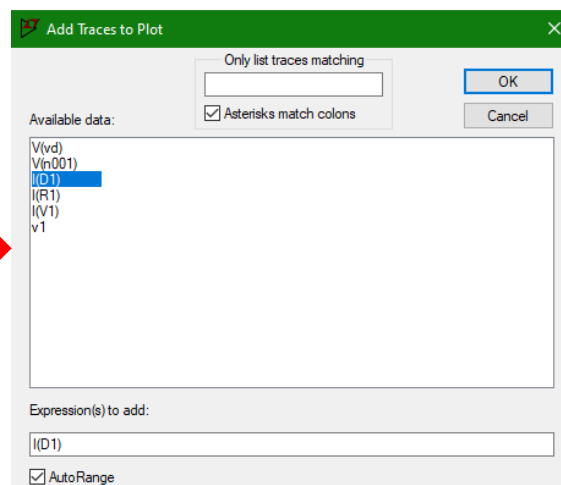 Add Traces to Plot
Only list traces matching
Asterisks match colons
OK
Cancel
Available data:
V(vd)
V(n001)
I(D1)
I(R1)
I(V1)
v1
Expression(s) to add:
I(D1)
AutoRange